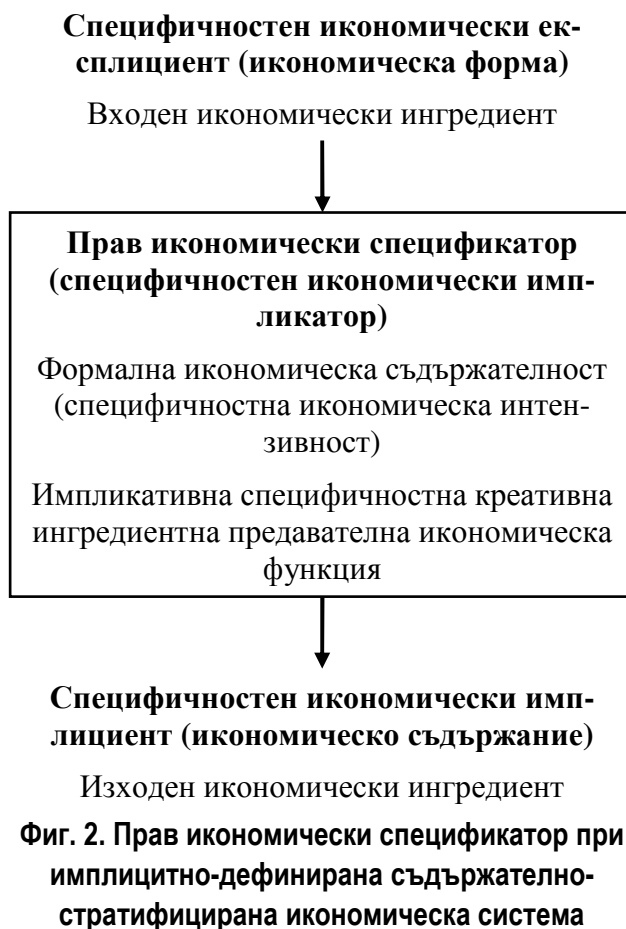 Специфичностен икономически ек-
сплициент (икономическа форма)
Входен икономически ингредиент
Прав икономически спецификатор
(специфичностен икономически имп-
ликатор)
Формална икономическа съдържателност
(специфичностна икономическа интен-
зивност)
Импликативна специфичностна креативна
ингредиентна предавателна икономическа
функция
Специфичностен икономически имп-
лициент (икономическо съдържание)
Изходен икономически ингредиент
Фиг. 2. Прав икономически спецификатор при
имплицитно-дефинирана съдържателно-
стратифицирана икономическа система